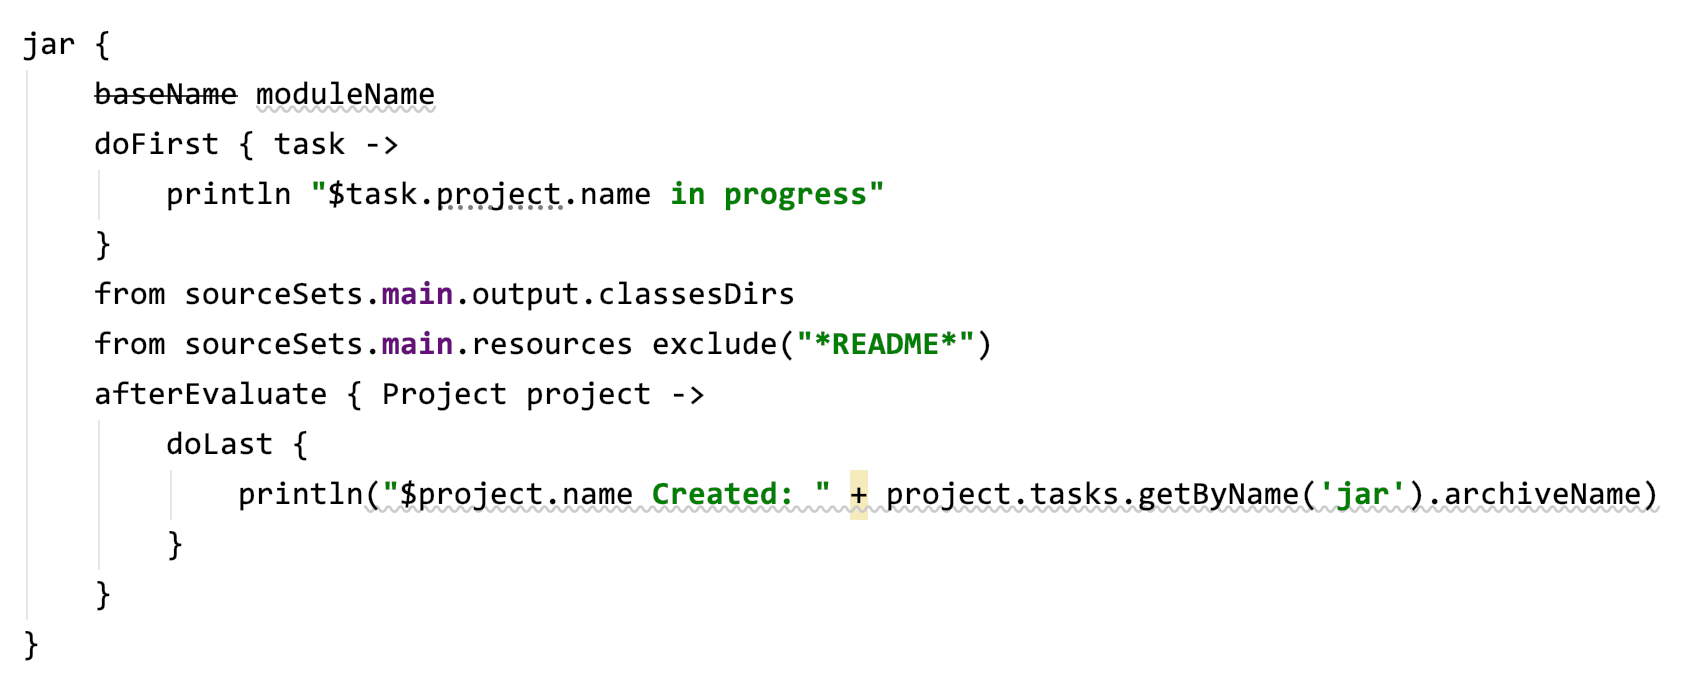 jar {
    baseName moduleName
    doFirst { task ->
        println "$task.project.name in progress"
    }
    from sourceSets.main.output.classesDirs
    from sourceSets.main.resources exclude("*README*")
    afterEvaluate { Project project ->
        doLast {
            println("$project.name Created: " + project.tasks.getByName('jar').archiveName)
        }
    }
}